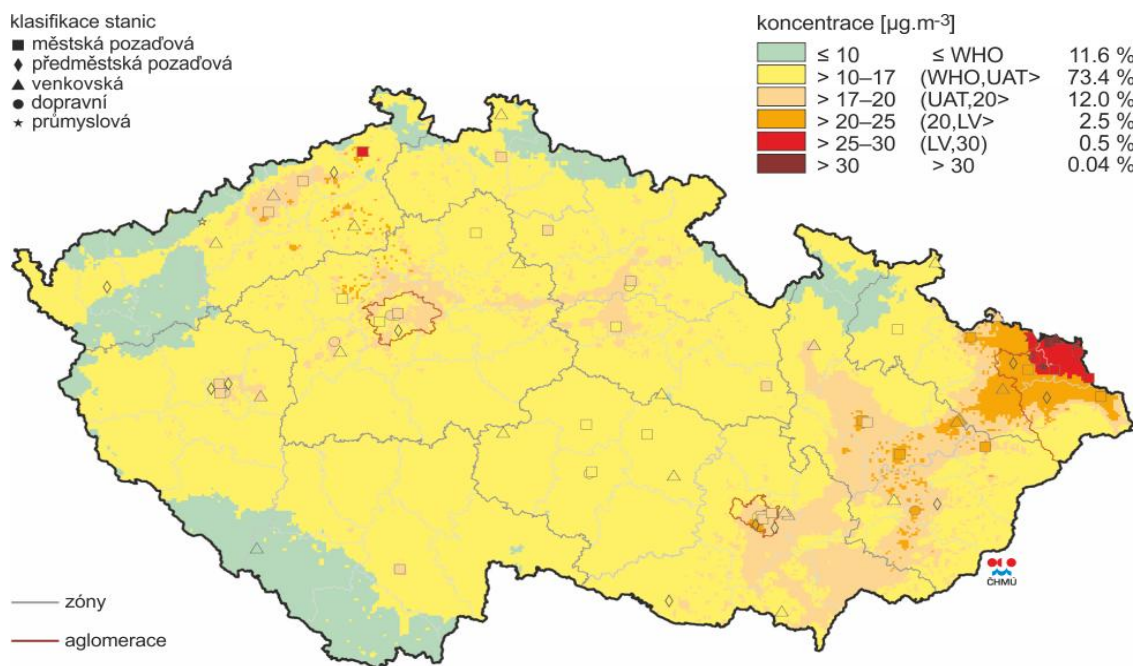 klasifikace stanic
■ městská pozaďová
♦ předměstská pozaďová
▲ venkovská
● dopravní
★ průmyslová
koncentrace [µg.m-³]
≤ 10 ≤ WHO 11.6 %
> 10–17 (WHO,UAT> 73.4 %
> 17–20 (UAT,20> 12.0 %
> 20–25 (20,LV> 2.5 %
> 25–30 (LV,30) 0.5 %
> 30 > 30 0.04 %
ČHMÚ
zóny
aglomerace